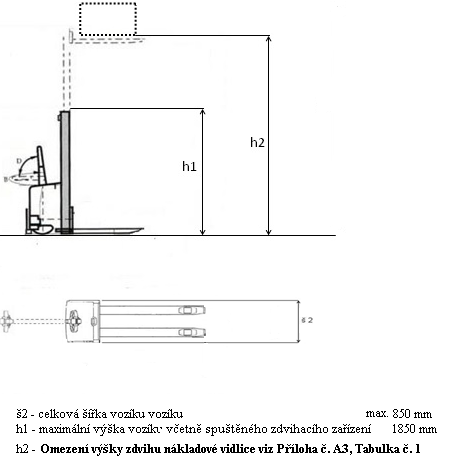 h2
h1
D
B
š 2
š2 - celková šířka vozíku vozíku max. 850 mm
h1 - maximální výška vozíku včetně spuštěného zdvihacího zařízení 1850 mm
h2 - Omezení výšky zdvihu nákladové vidlice viz Příloha č. A3, Tabulka č. 1